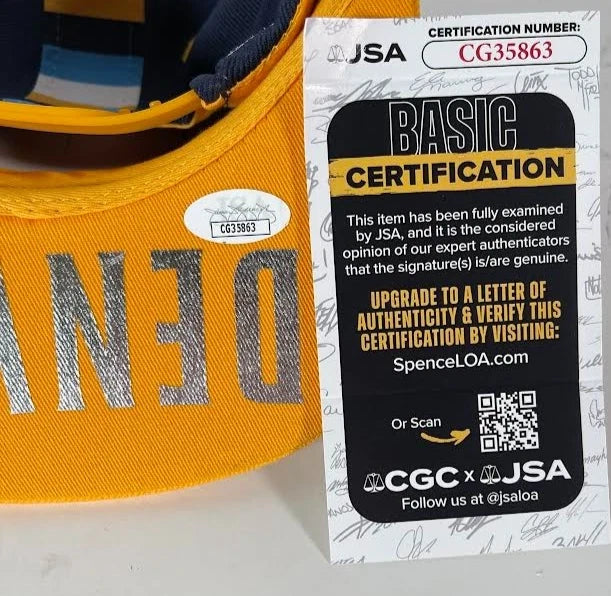 JSA
CERTIFICATION NUMBER:
CG35863
BASIC
CERTIFICATION
This item has been fully examined
by JSA, and it is the considered
opinion of our expert authenticators
that the signature(s) is/are genuine.
UPGRADE TO A LETTER OF
AUTHENTICITY & VERIFY THIS
CERTIFICATION BY VISITING:
SpenceLOA.com
Or Scan
CGC x JSA
Follow us at @jsaloa
CG35863
DENV